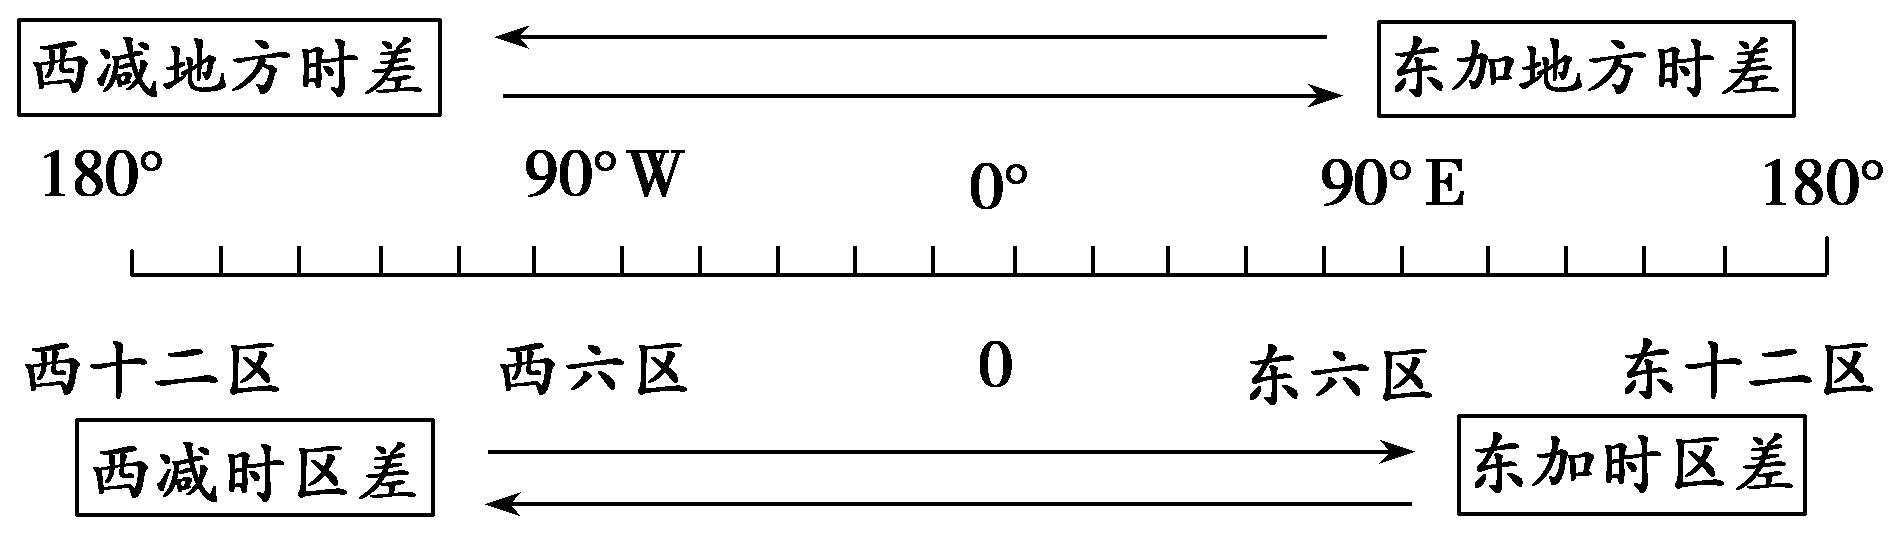 西减地方时差 东加地方时差
180° 90°W 0° 90°E 180°
西十二区 西六区 0 东六区 东十二区
西减时区差 东加时区差